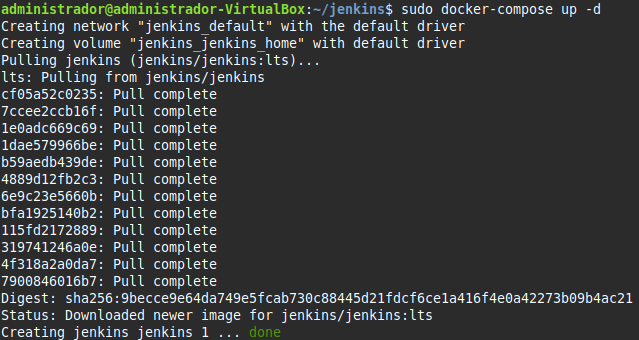 administrador@administrador-VirtualBox:~/jenkins$ sudo docker-compose up -d
Creating network "jenkins_default" with the default driver
Creating volume "jenkins_jenkins_home" with default driver
Pulling jenkins (jenkins/jenkins:lts)...
lts: Pulling from jenkins/jenkins
cf05a52c0235: Pull complete
7ccee2ccb16f: Pull complete
1e0adc669c69: Pull complete
1dae579966be: Pull complete
b59aedb439de: Pull complete
4889d12fb2c3: Pull complete
6e9c23e5660b: Pull complete
bfa1925140b2: Pull complete
115fd2172889: Pull complete
319741246a0e: Pull complete
4f318a2a0da7: Pull complete
7900846016b7: Pull complete
Digest: sha256:9becce9e64da749e5fcab730c88445d21fdcf6ce1a416f4e0a42273b09b4ac21
Status: Downloaded newer image for jenkins/jenkins:lts
Creating jenkins jenkins 1 ... done